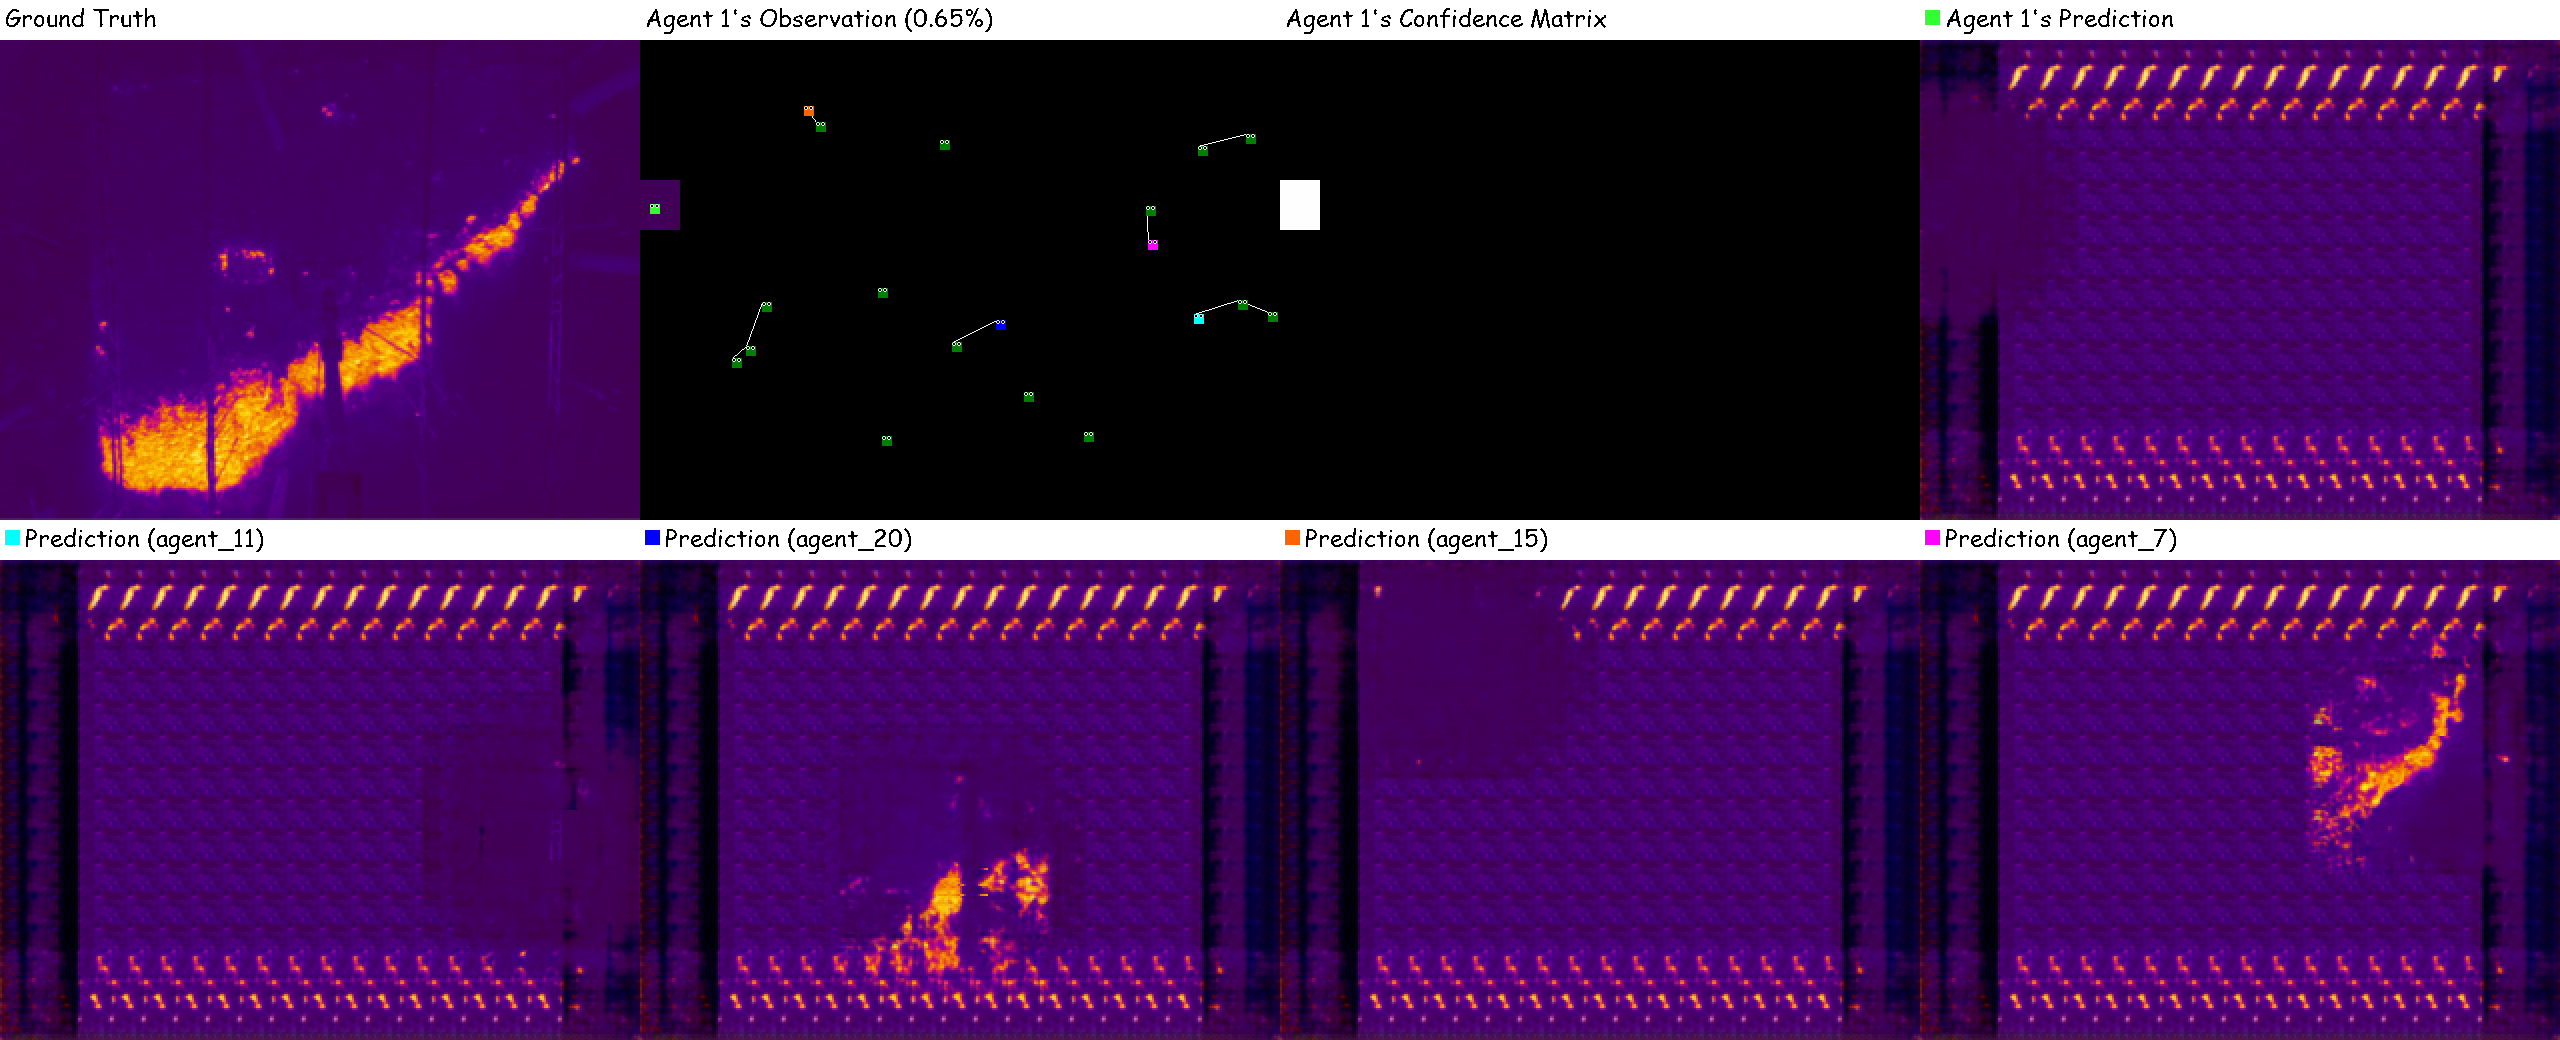 Ground Truth
Agent 1's Observation (0.65%)
Agent 1's Confidence Matrix
Agent 1's Prediction
Prediction (agent_11)
Prediction (agent_20)
Prediction (agent_15)
Prediction (agent_7)